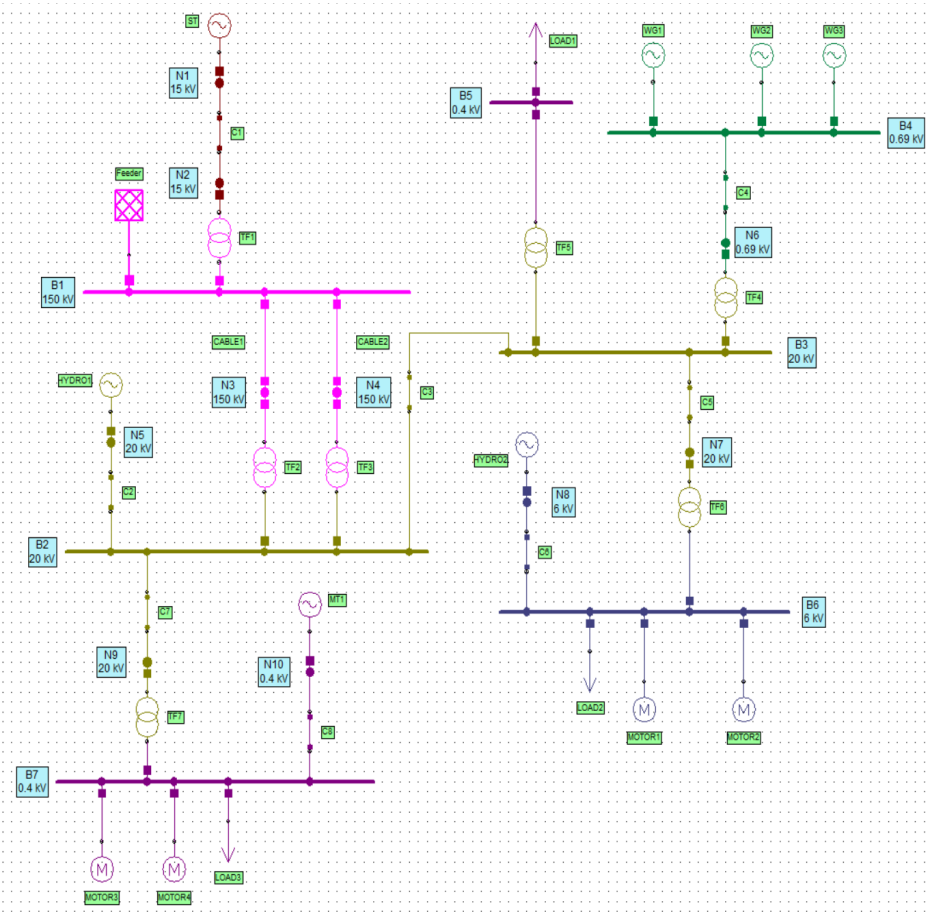 ST
LOAD1
WG1
WG2
WG3
N1
15 kV
B5
0.4 kV
B4
0.69 kV
C1
Feeder
N2
15 kV
C4
TF1
N6
0.69 kV
TF5
B1
150 kV
TF4
CABLE1
CABLE2
B3
20 kV
HYDRO1
N3
150 kV
N4
150 kV
C3
C5
N5
20 kV
N7
20 kV
TF2
TF3
HYDRO2
C2
N8
6 kV
TF6
B2
20 kV
C6
MT1
C7
B6
6 kV
N9
20 kV
N10
0.4 kV
LOAD2
M
M
TF7
C8
MOTOR1
MOTOR2
B7
0.4 kV
M
M
LOAD3
MOTOR3
MOTOR4